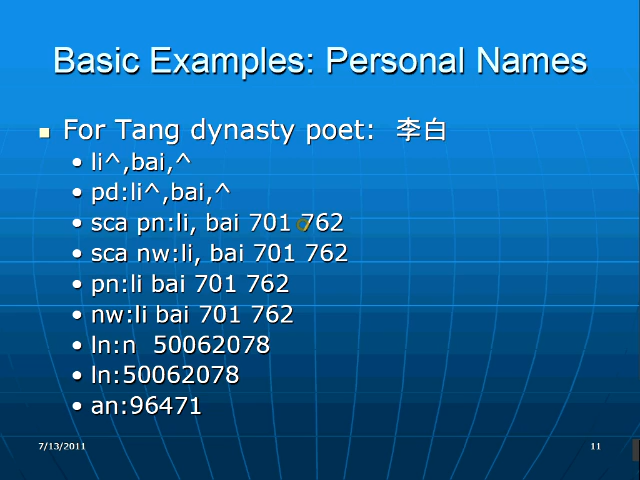 Basic Examples: Personal Names
For Tang dynasty poet: 李白
• li^,bai,^
• pd:li^,bai,^
• sca pn:li, bai 701 762
• sca nw:li, bai 701 762
• pn:li bai 701 762
• nw:li bai 701 762
• ln:n 50062078
• ln:50062078
• an:96471
7/13/2011
11